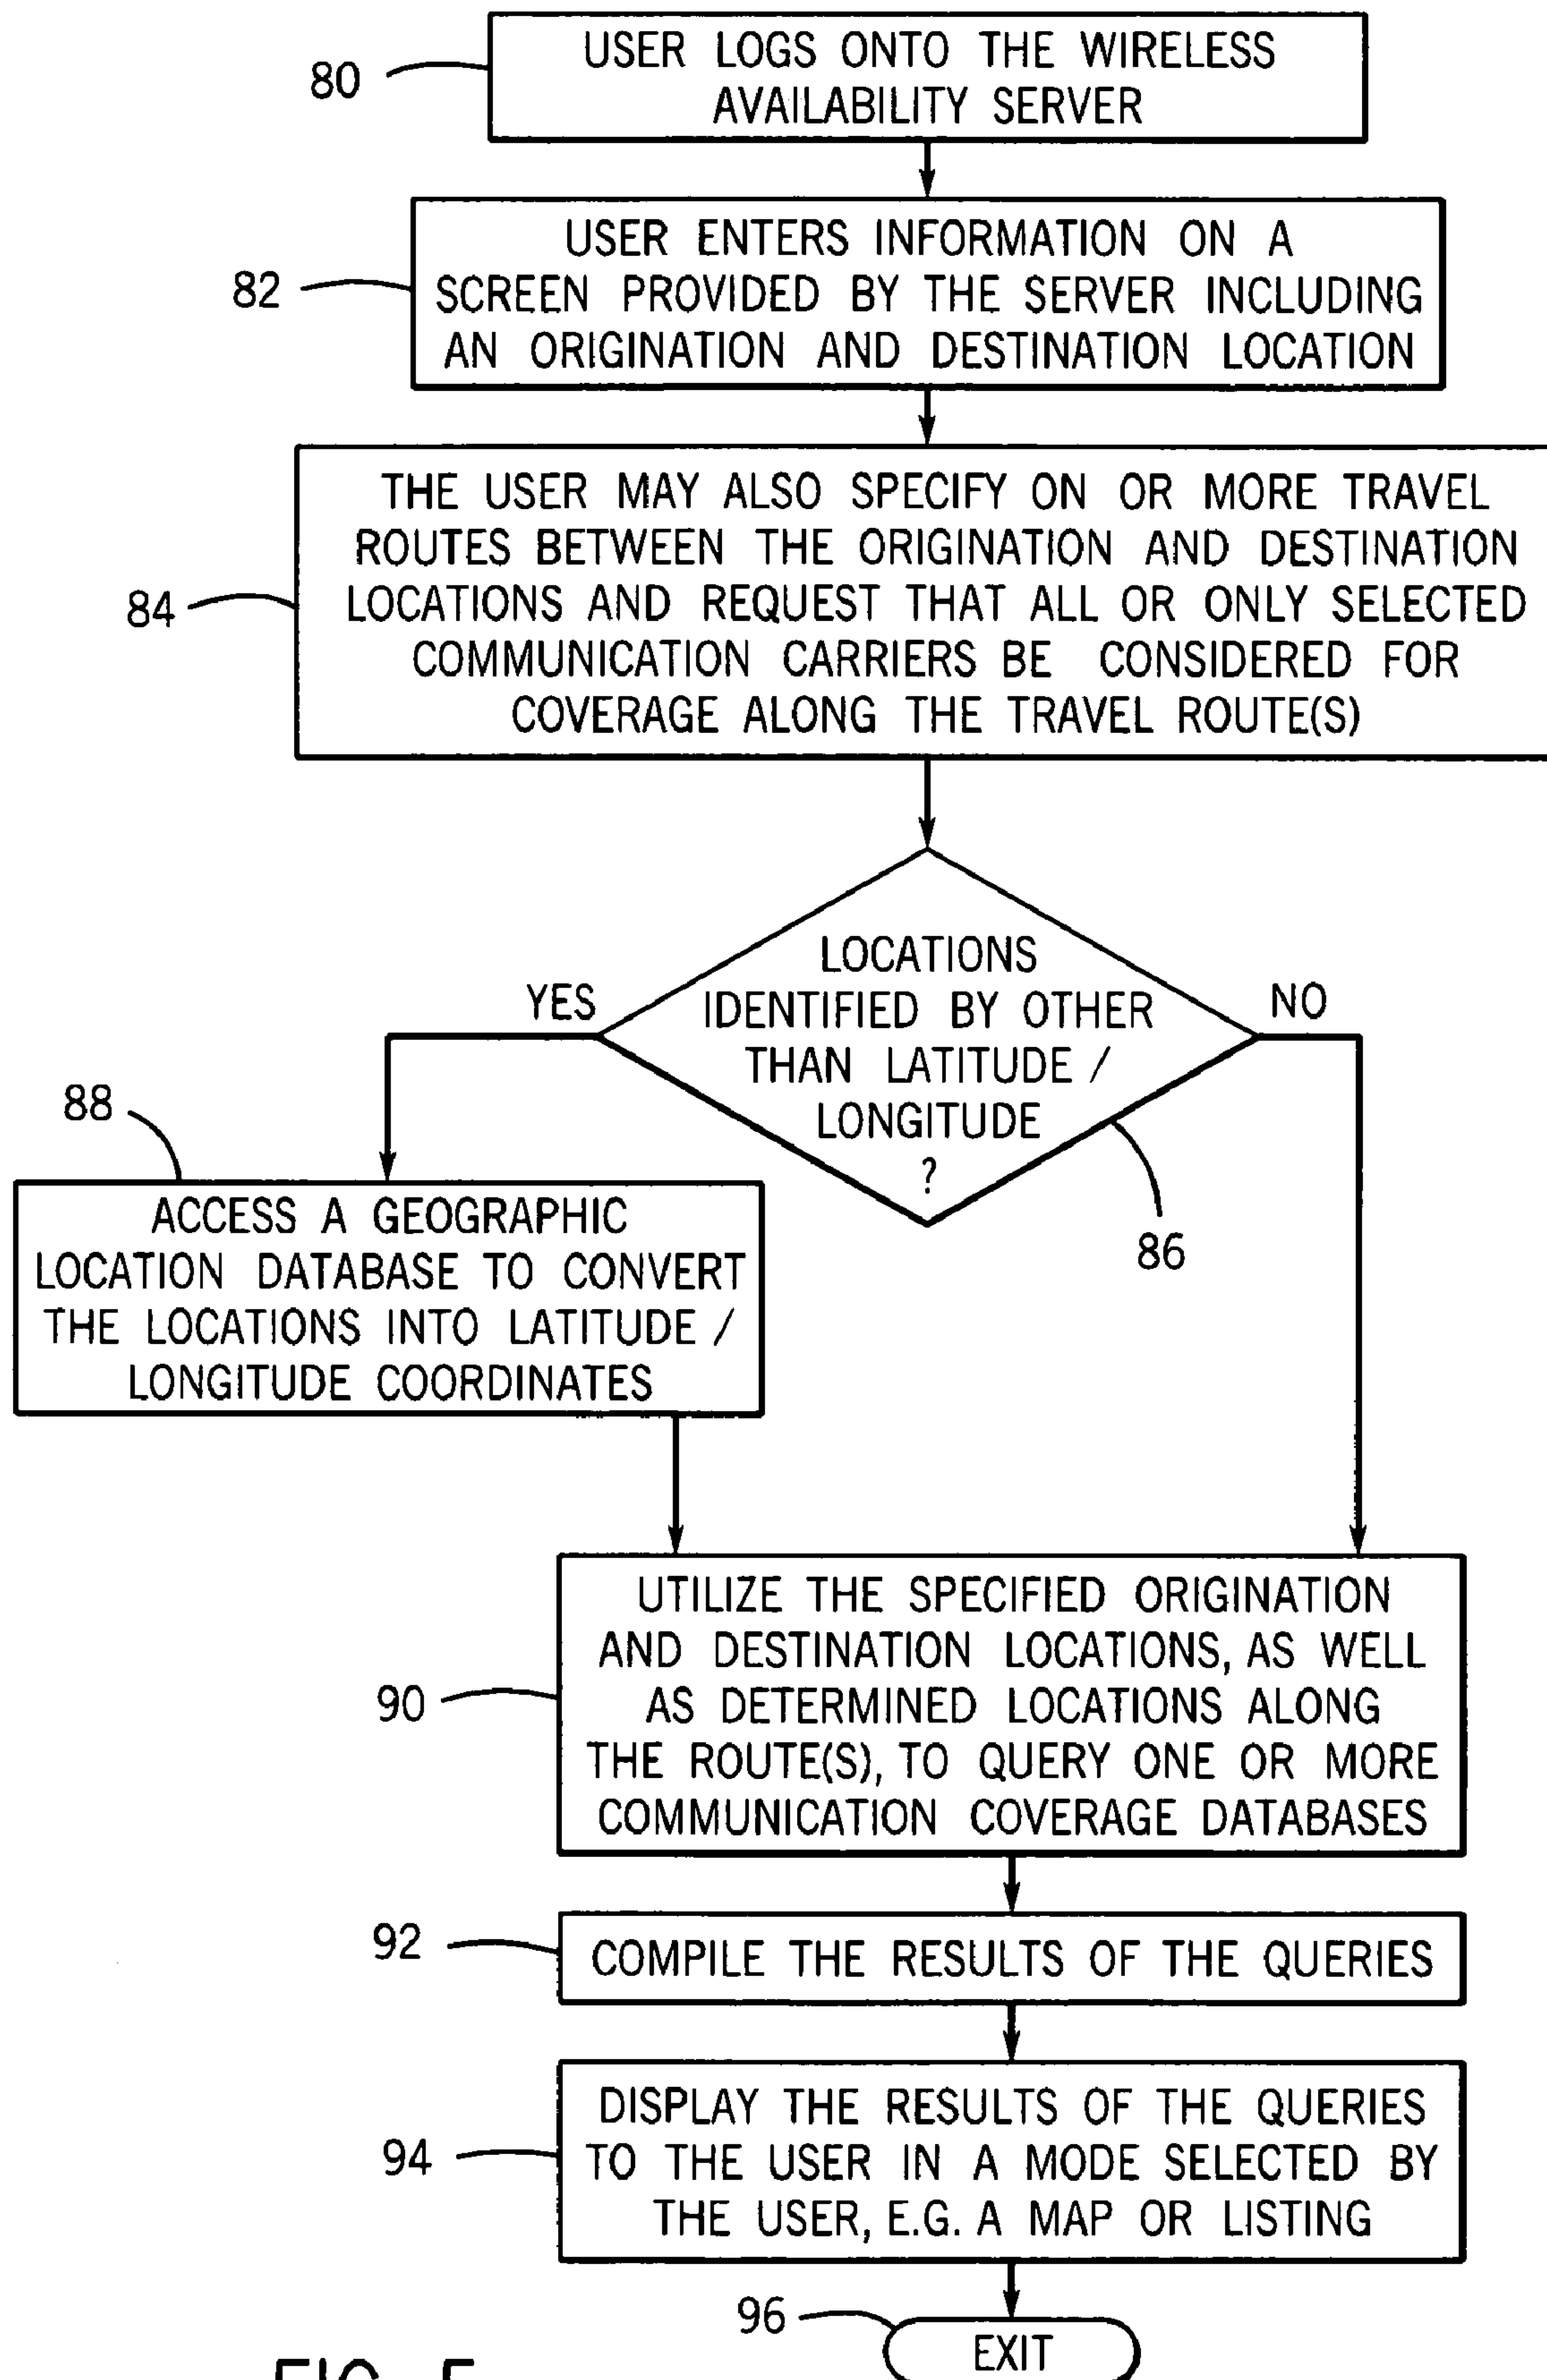 80
USER LOGS ONTO THE WIRELESS
AVAILABILITY SERVER
82
USER ENTERS INFORMATION ON A
SCREEN PROVIDED BY THE SERVER INCLUDING
AN ORIGINATION AND DESTINATION LOCATION
84
THE USER MAY ALSO SPECIFY ON OR MORE TRAVEL
ROUTES BETWEEN THE ORIGINATION AND DESTINATION
LOCATIONS AND REQUEST THAT ALL OR ONLY SELECTED
COMMUNICATION CARRIERS BE CONSIDERED FOR
COVERAGE ALONG THE TRAVEL ROUTE(S)
LOCATIONS
IDENTIFIED BY OTHER
THAN LATITUDE /
LONGITUDE
?
YES
NO
86
88
ACCESS A GEOGRAPHIC
LOCATION DATABASE TO CONVERT
THE LOCATIONS INTO LATITUDE /
LONGITUDE COORDINATES
90
UTILIZE THE SPECIFIED ORIGINATION
AND DESTINATION LOCATIONS, AS WELL
AS DETERMINED LOCATIONS ALONG
THE ROUTE(S), TO QUERY ONE OR MORE
COMMUNICATION COVERAGE DATABASES
92
COMPILE THE RESULTS OF THE QUERIES
94
DISPLAY THE RESULTS OF THE QUERIES
TO THE USER IN A MODE SELECTED BY
THE USER, E.G. A MAP OR LISTING
96
EXIT